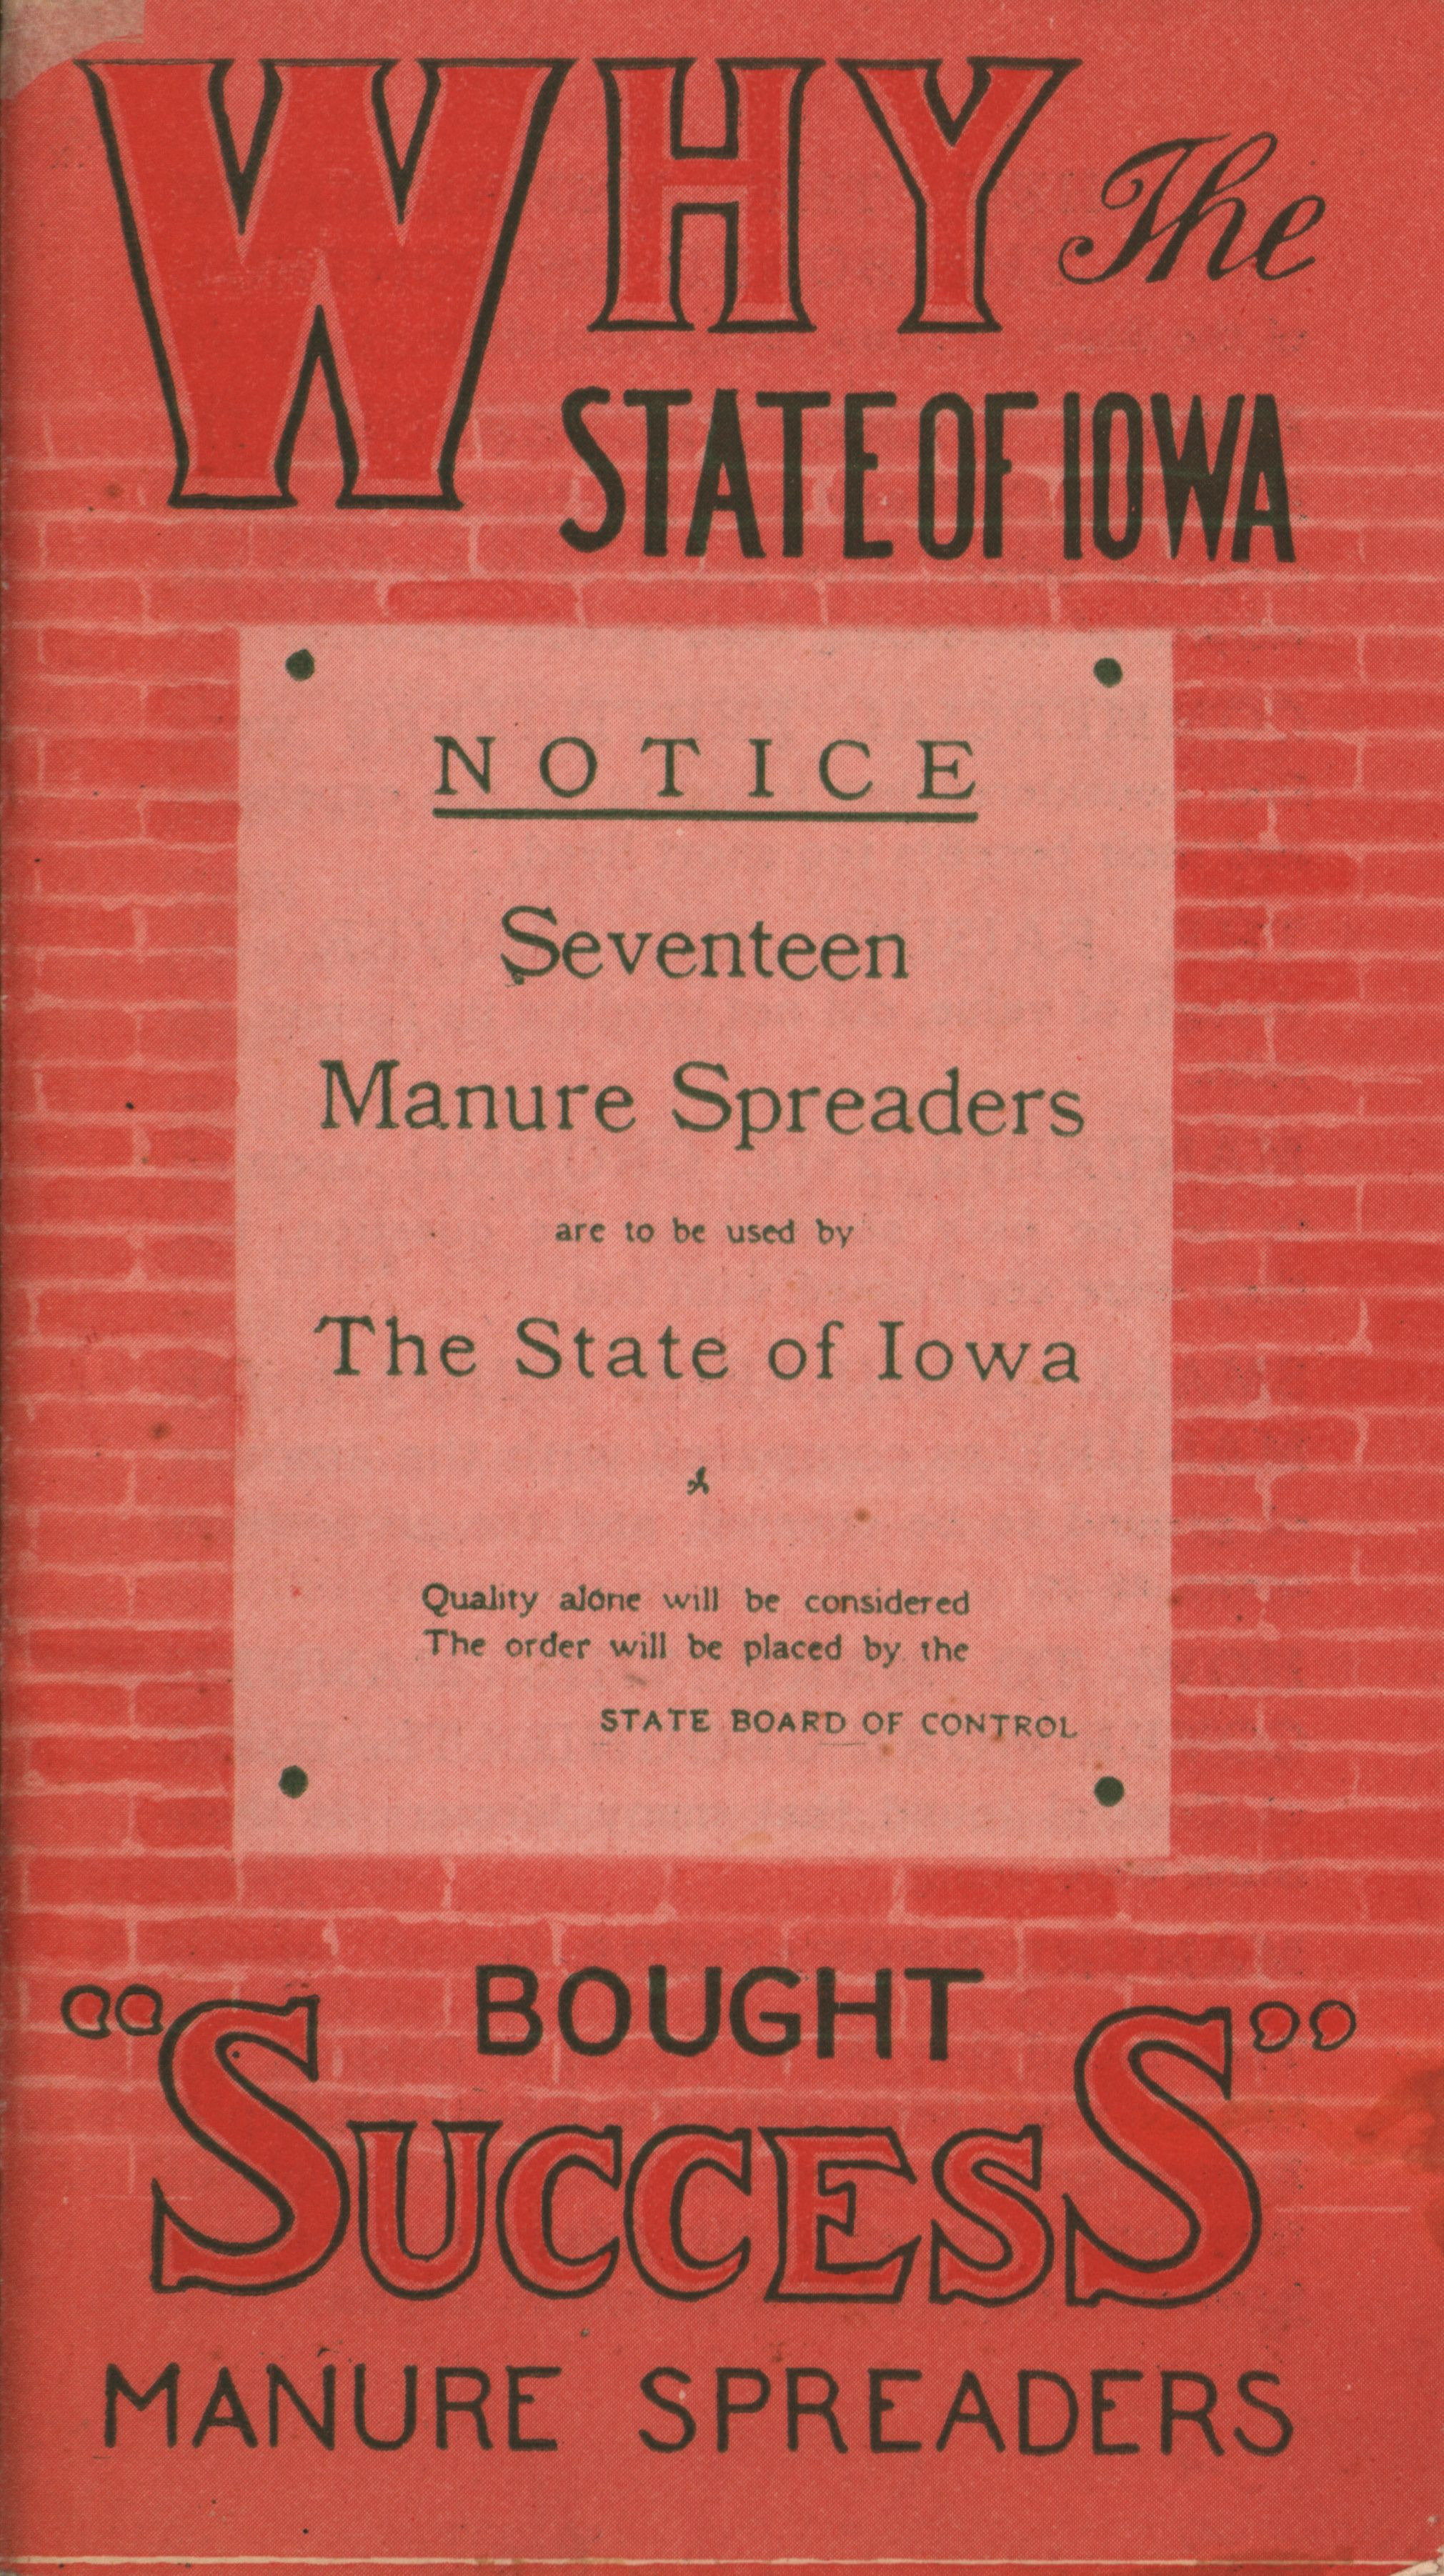 WHY The
STATE OF IOWA
NOTICE
Seventeen
Manure Spreaders
are to be used by
The State of Iowa
Quality alone will be considered
The order will be placed by the
STATE BOARD OF CONTROL
BOUGHT
“SUCCESS”
MANURE SPREADERS